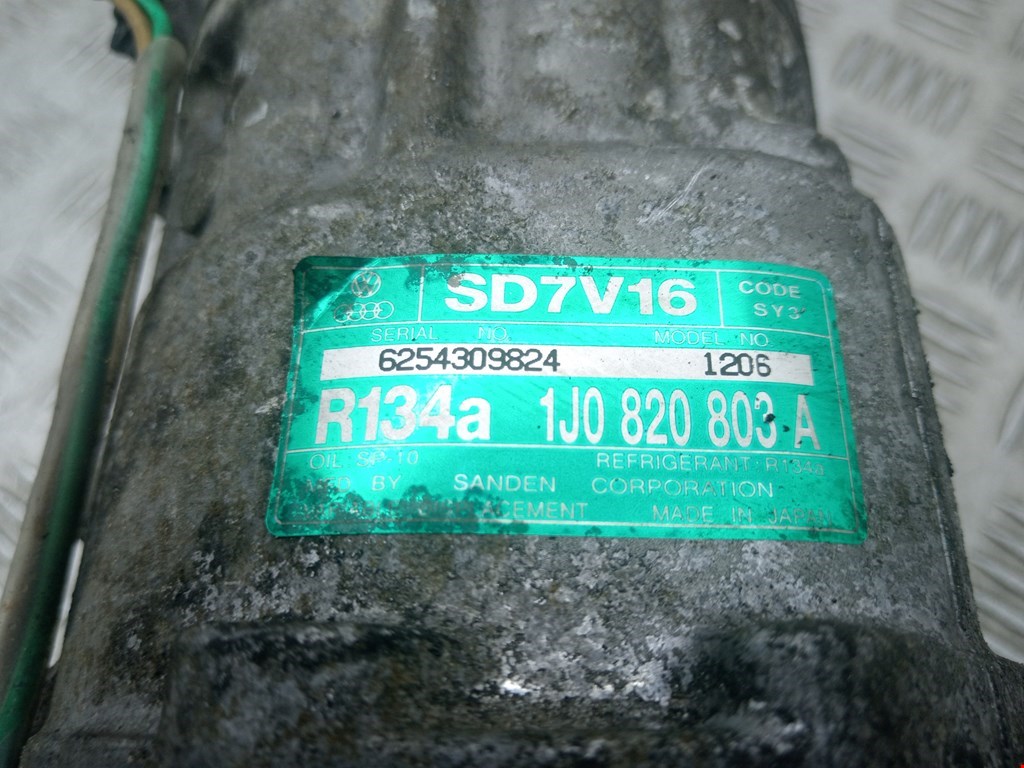 SD7V16 CODE
SY3
SERIAL NO. MODEL NO.
6254309824 1206
R134a 1J0 820 803 A
OIL SP-10 REFRIGERANT R134a
BY SANDEN CORPORATION
MADE IN JAPAN